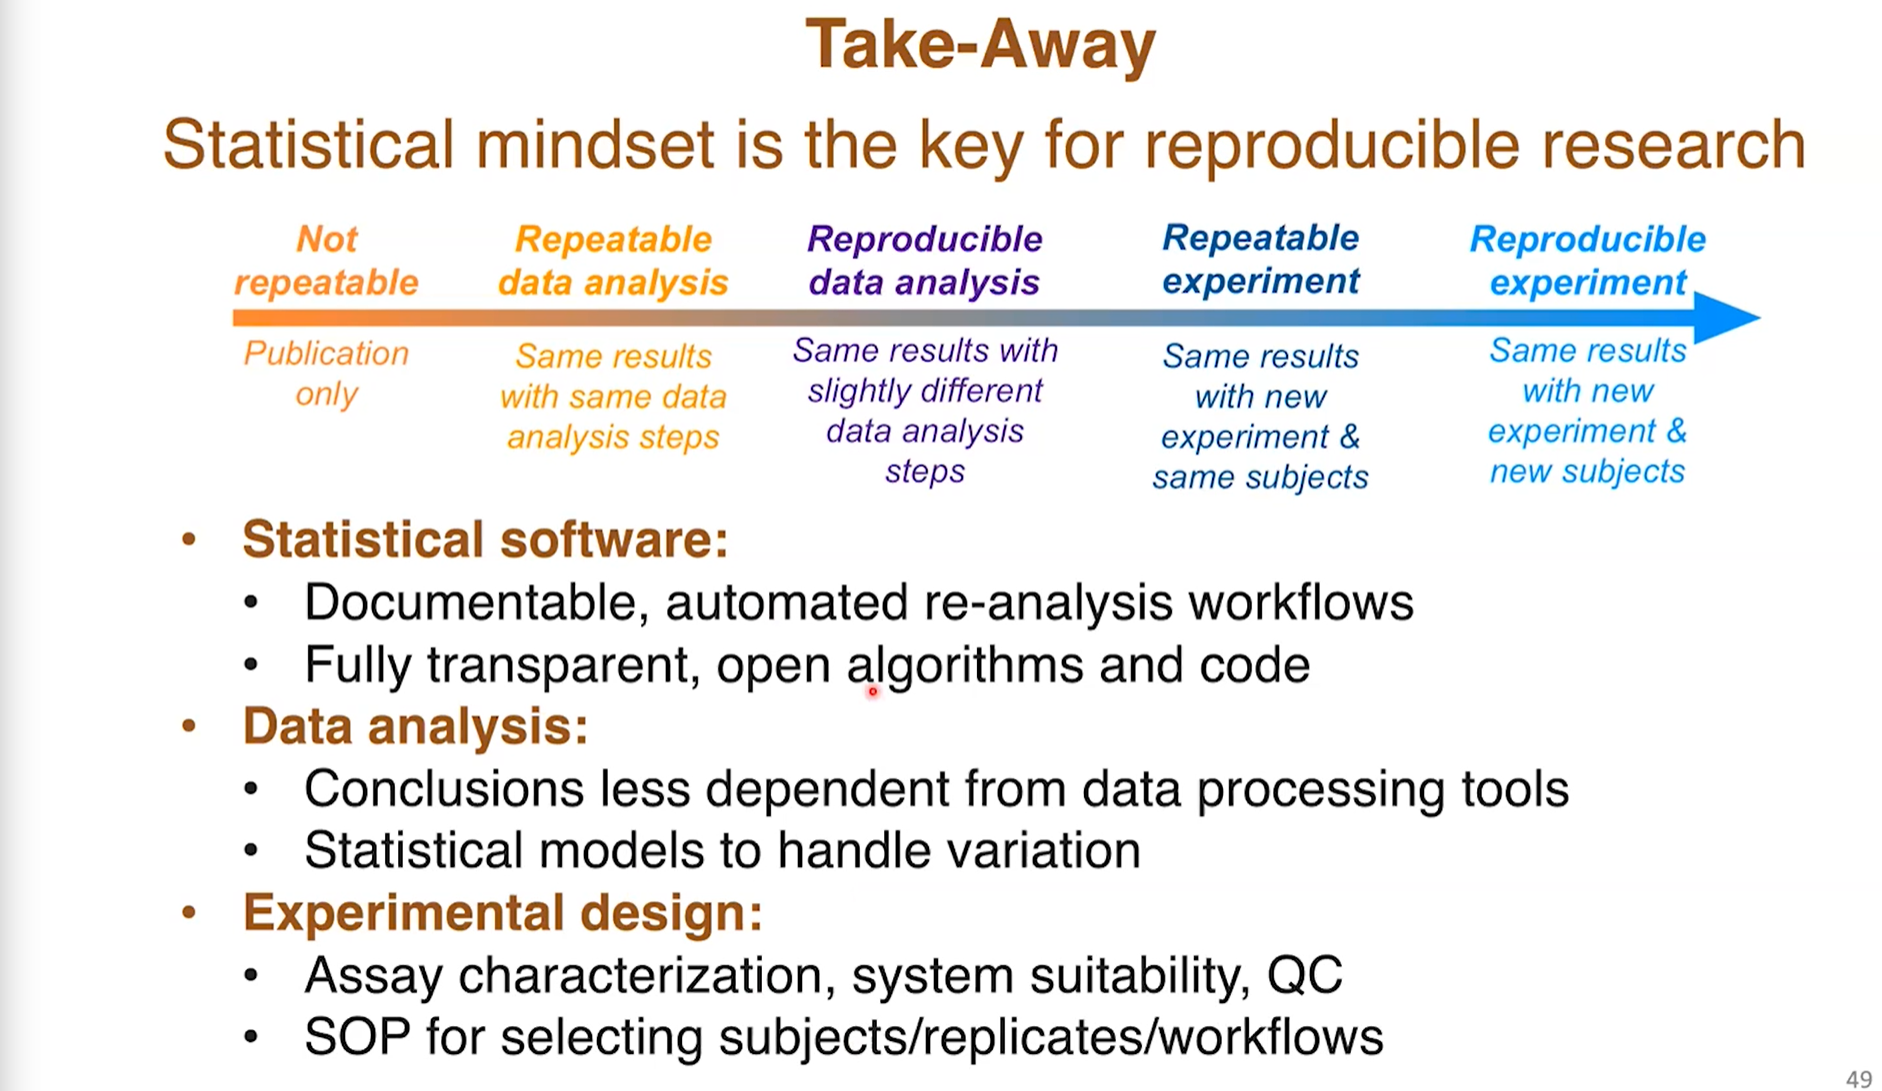 Take-Away
Statistical mindset is the key for reproducible research
Not
repeatable
Repeatable
data analysis
Reproducible
data analysis
Repeatable
experiment
Reproducible
experiment
Publication
only
Same results
with same data
analysis steps
Same results with
slightly different
data analysis
steps
Same results
with new
experiment &
same subjects
Same results
with new
experiment &
new subjects
• Statistical software:
• Documentable, automated re-analysis workflows
• Fully transparent, open algorithms and code
• Data analysis:
• Conclusions less dependent from data processing tools
• Statistical models to handle variation
• Experimental design:
• Assay characterization, system suitability, QC
• SOP for selecting subjects/replicates/workflows
49